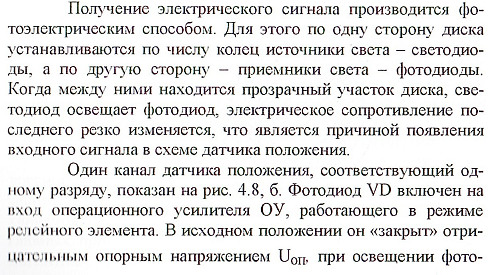 Получение электрического сигнала производится фо-
тоэлектрическим способом. Для этого по одну сторону диска
устанавливаются по числу колец источники света – светодио-
ды, а по другую сторону – приемники света – фотодиоды.
Когда между ними находится прозрачный участок диска, све-
тодиод освещает фотодиод, электрическое сопротивление по-
следнего резко изменяется, что является причиной появления
входного сигнала в схеме датчика положения.
Один канал датчика положения, соответствующий од-
ному разряду, показан на рис. 4.8, б. Фотодиод VD включен на
вход операционного усилителя ОУ, работающего в режиме
релейного элемента. В исходном положении он «закрыт» отри-
цательным опорным напряжением Uоп, при освещении фото-